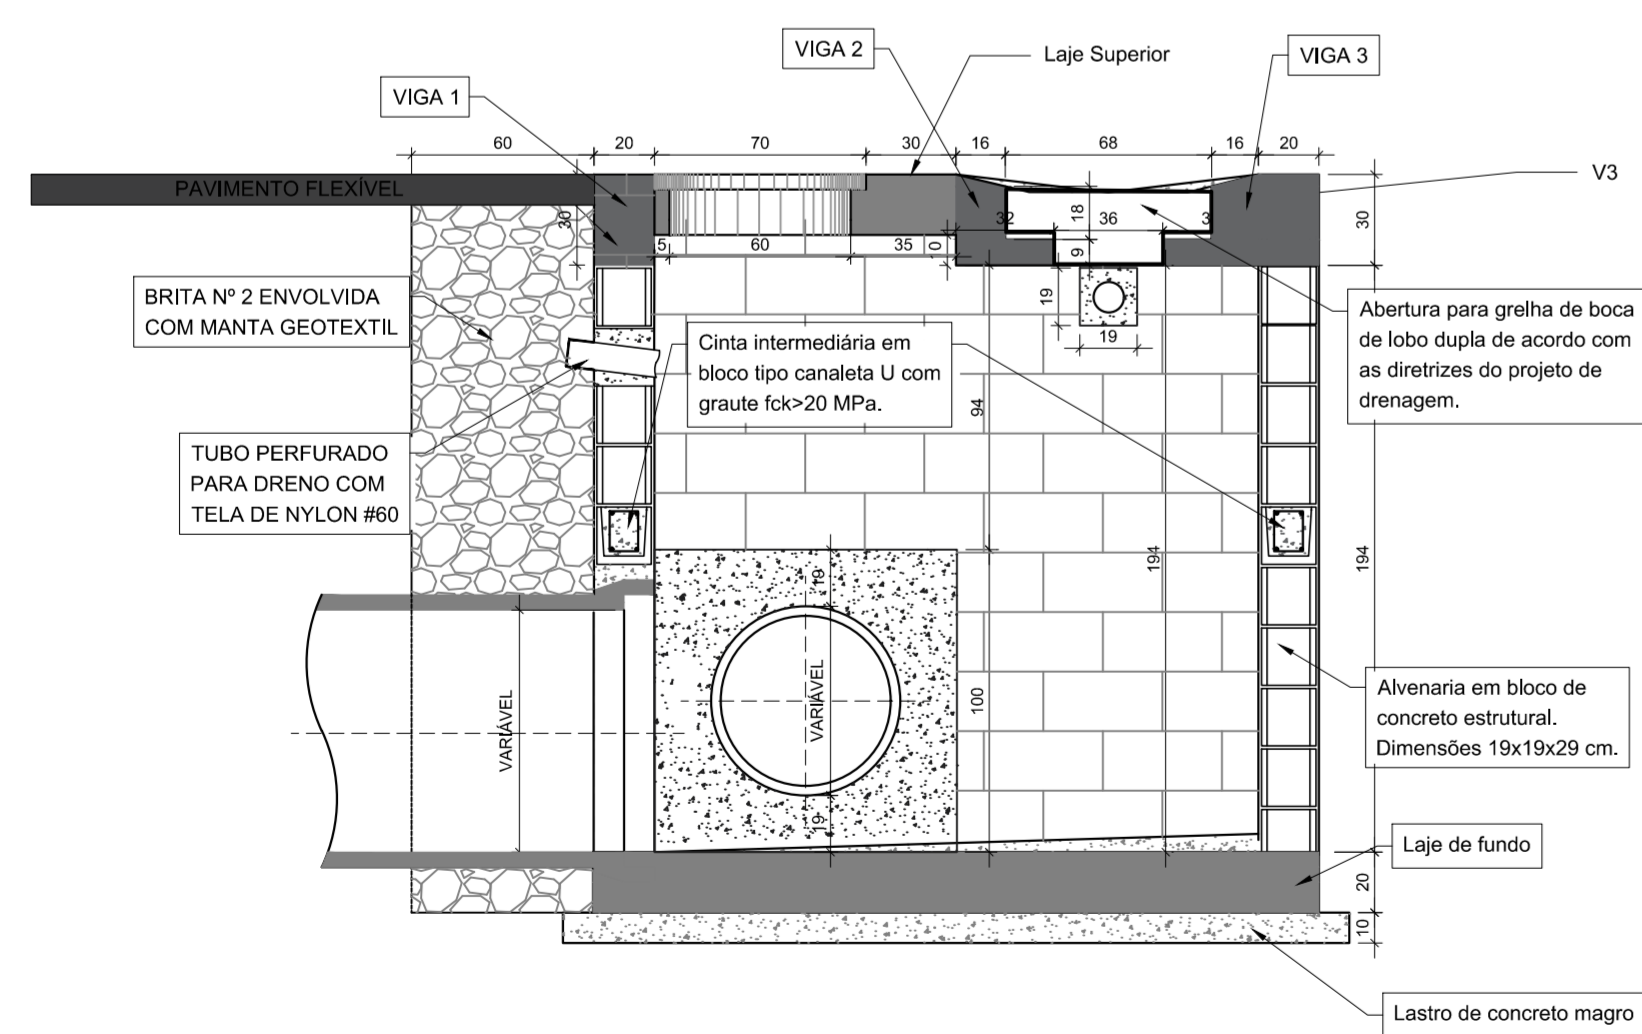 VIGA 2
Laje Superior
VIGA 3
VIGA 1
60
20
70
30
16
68
16
20
V3
PAVIMENTO FLEXÍVEL
30
32
18
36
3
30
5
60
35
0
9
BRITA Nº 2 ENVOLVIDA
COM MANTA GEOTEXTIL
19
19
Cinta intermediária em
bloco tipo canaleta U com
graute fck>20 MPa.
Abertura para grelha de boca
de lobo dupla de acordo com
as diretrizes do projeto de
drenagem.
94
TUBO PERFURADO
PARA DRENO COM
TELA DE NYLON #60
194
194
19
VARIÁVEL
VARIÁVEL
100
19
Alvenaria em bloco de
concreto estrutural.
Dimensões 19x19x29 cm.
Laje de fundo
20
10
Lastro de concreto magro